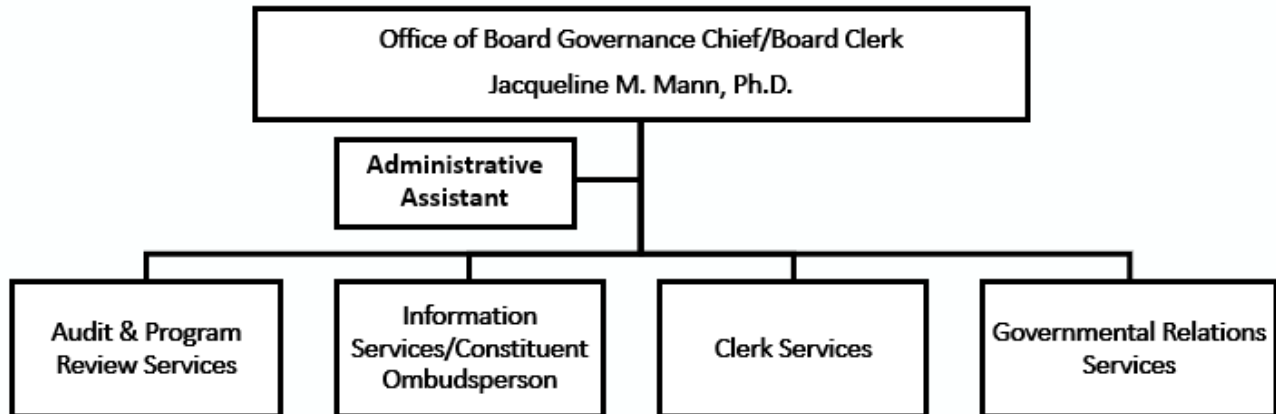 Office of Board Governance Chief/Board Clerk
Jacqueline M. Mann, Ph.D.
Administrative
Assistant
Audit & Program
Review Services
Information
Services/Constituent
Ombudsperson
Clerk Services
Governmental Relations
Services